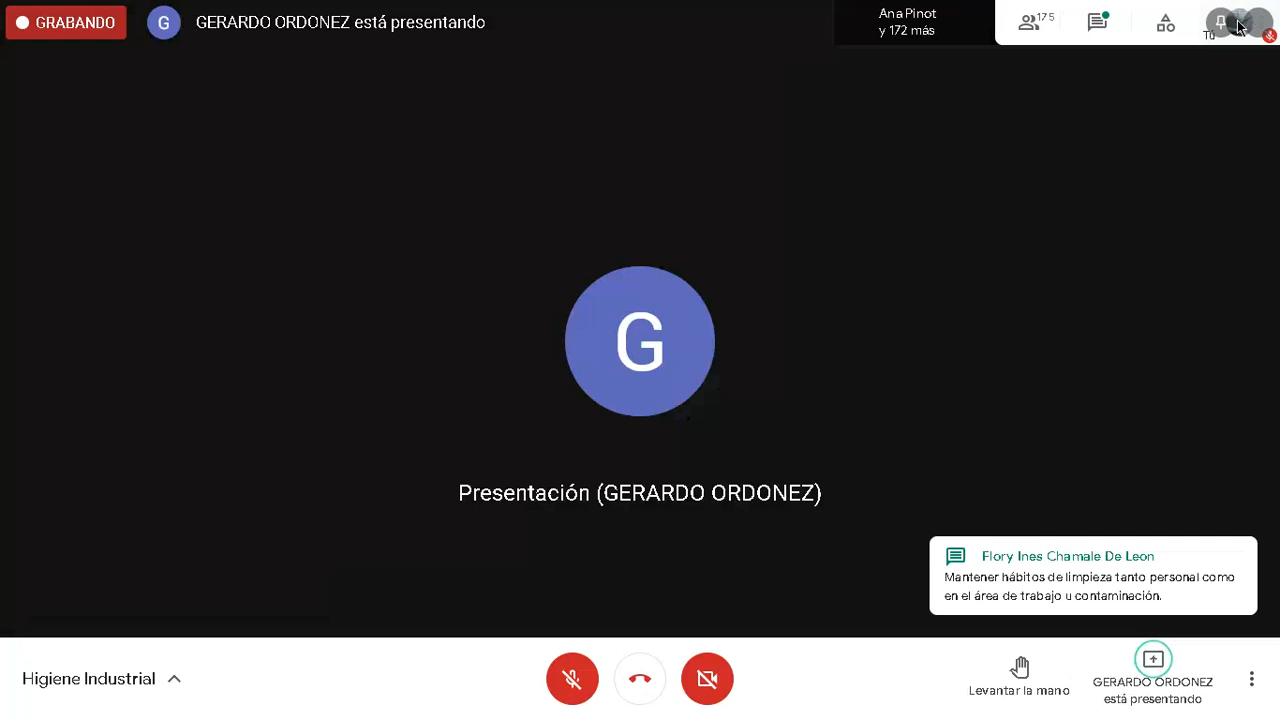 GRABANDO
G
GERARDO ORDONEZ está presentando
Ana Pinot
y 172 más
175
Tú
G
Presentación (GERARDO ORDONEZ)
Flory Ines Chamale De Leon
Mantener hábitos de limpieza tanto personal como
en el área de trabajo u contaminación.
Higiene Industrial
Levantar la mano
GERARDO ORDONEZ
está presentando